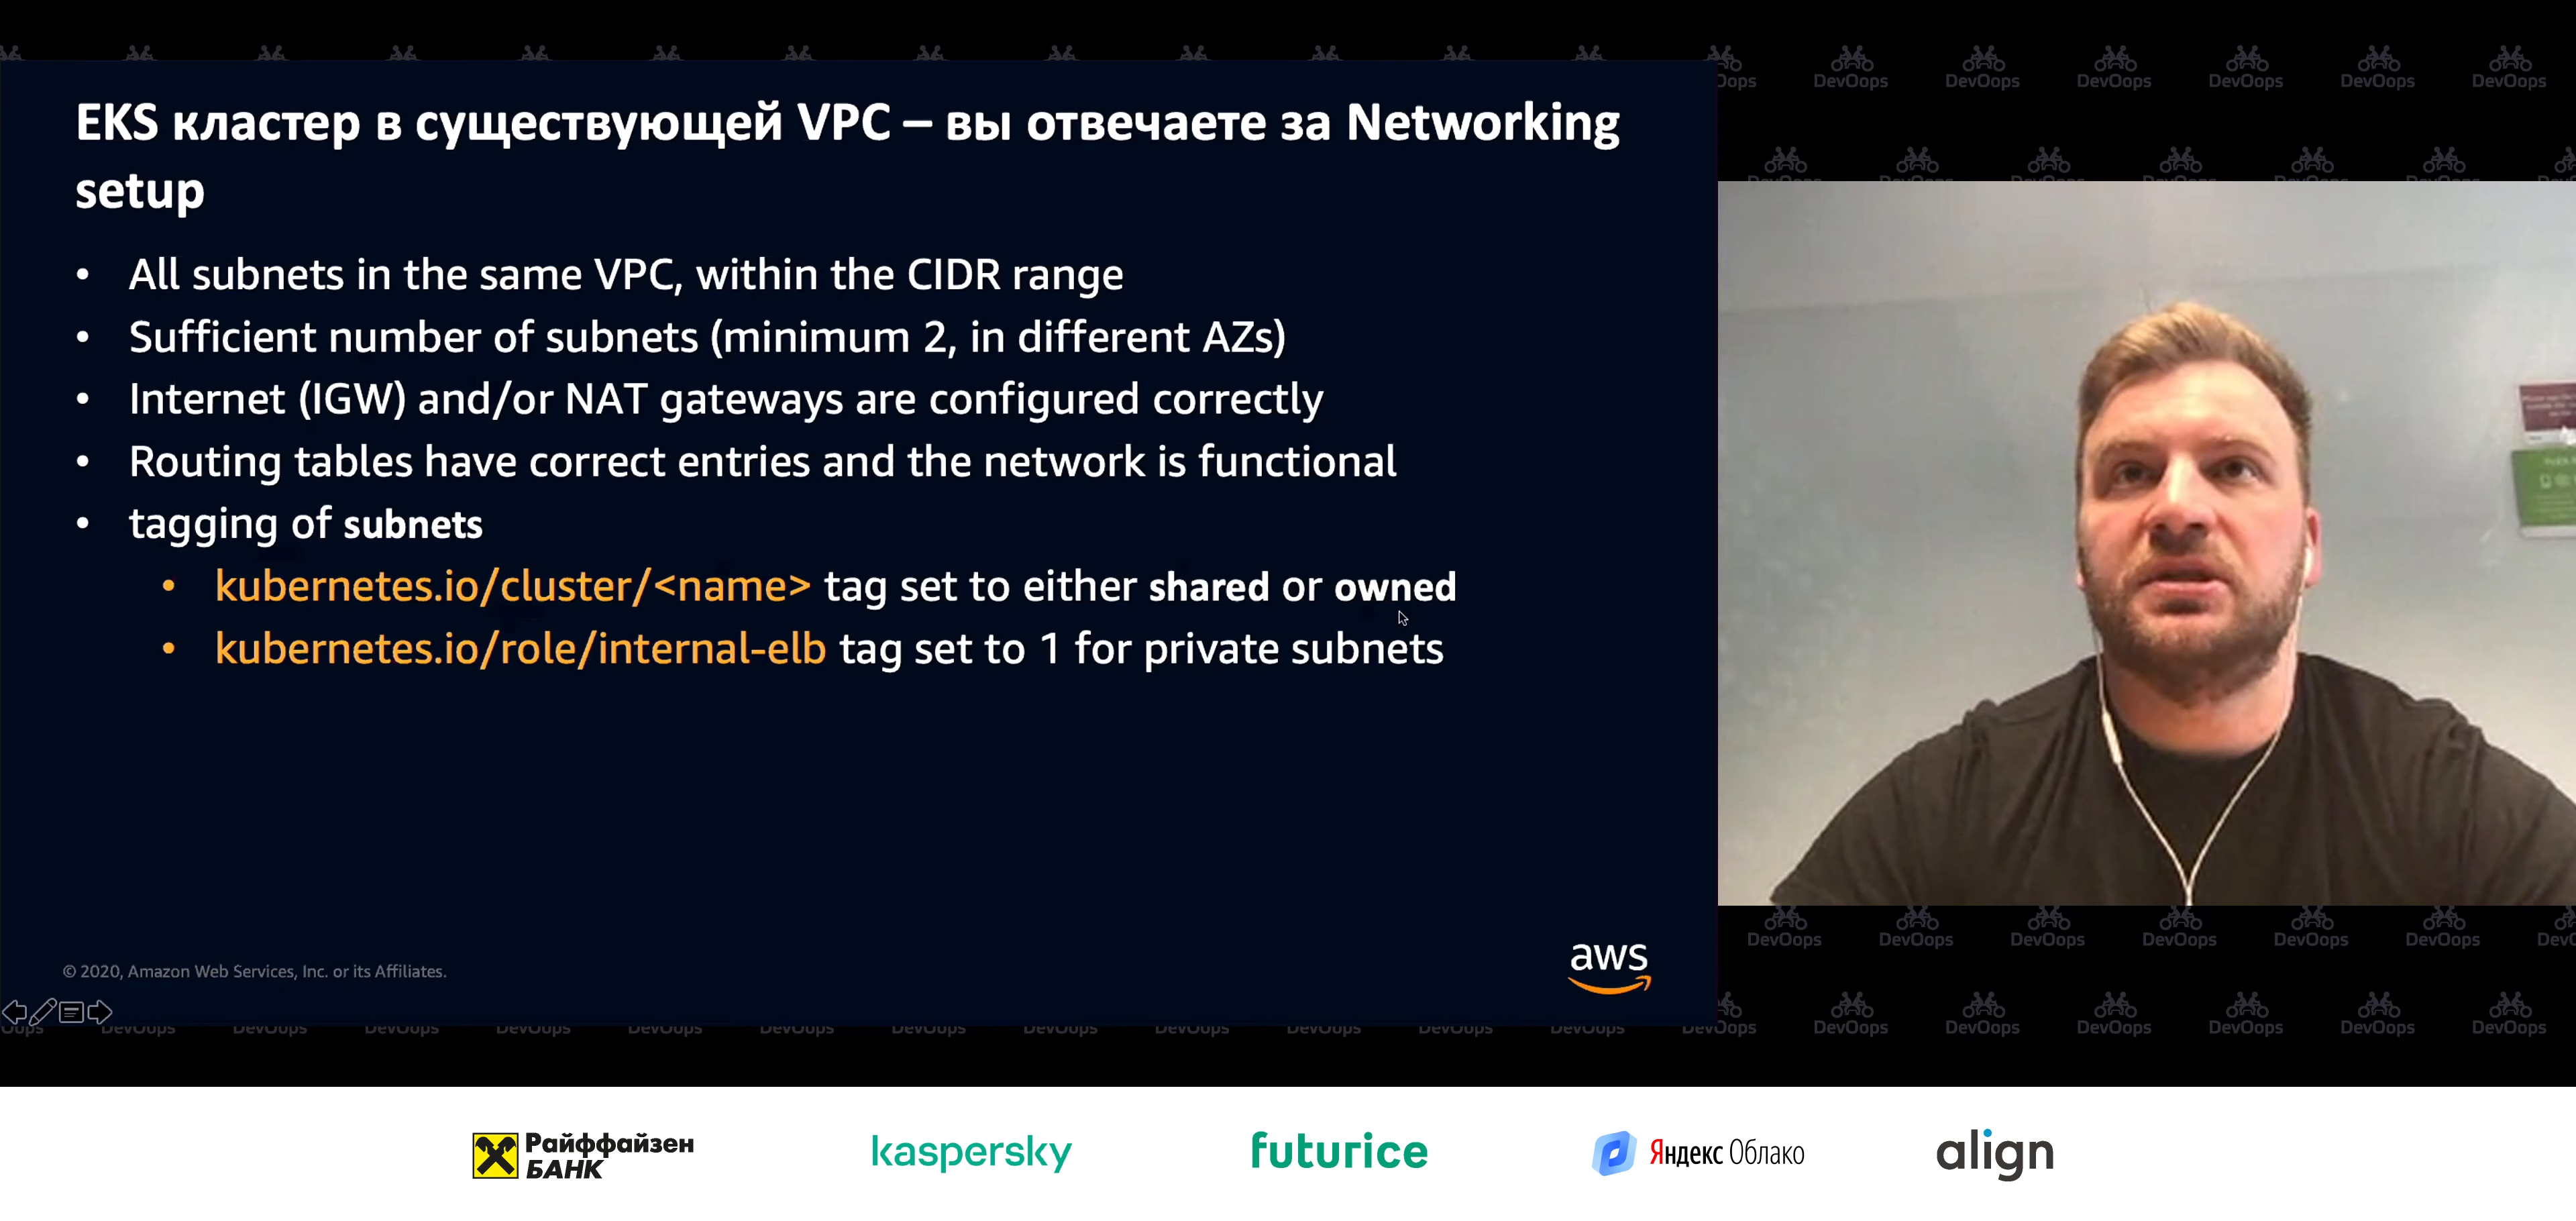 EKS кластер в существующей VPC – вы отвечаете за Networking
setup
• All subnets in the same VPC, within the CIDR range
• Sufficient number of subnets (minimum 2, in different AZs)
• Internet (IGW) and/or NAT gateways are configured correctly
• Routing tables have correct entries and the network is functional
• tagging of subnets
• kubernetes.io/cluster/<name> tag set to either shared or owned
• kubernetes.io/role/internal-elb tag set to 1 for private subnets
© 2020, Amazon Web Services, Inc. or its Affiliates.
aws
DevOops
Райффайзен
БАНК
kaspersky
futurice
Яндекс Облако
align